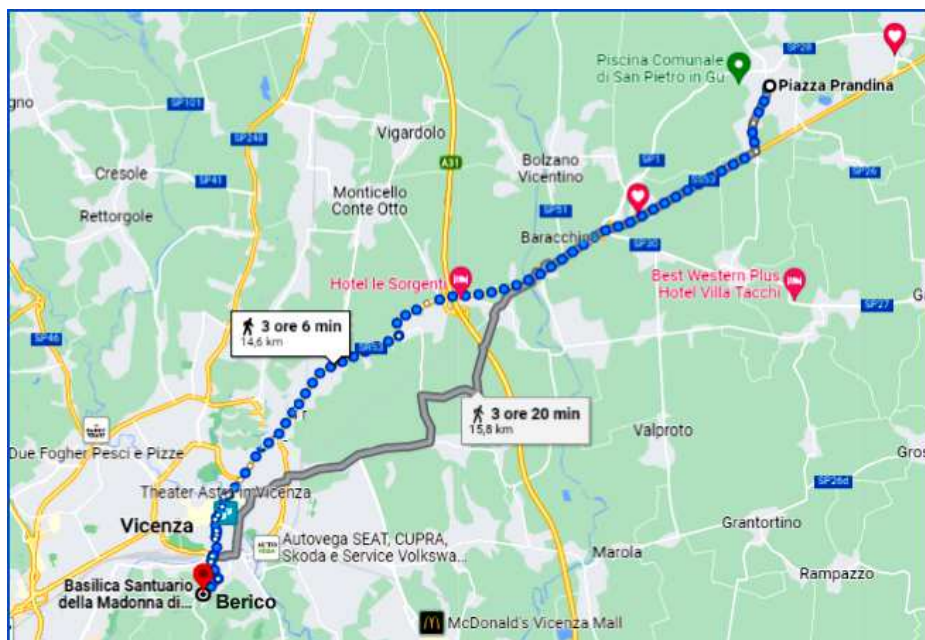 SP28
Piscina Comunale
di San Pietro in Gu
Piazza Prandina
SP101
Vigardolo
SP248
A31
Bolzano
Vicentino
SP1
SP26
Cresole
SP41
Monticello
Conte Otto
Rettorgole
SP51
Baracchino
SP30
Hotel le Sorgenti
Best Western Plus
Hotel Villa Tacchi
SP27
3 ore 6 min
14,6 km
SP46
SR53
3 ore 20 min
15,8 km
Valproto
Due Fogher Pesci e Pizze
SP26d
Theater Astra in Vicenza
Vicenza
Grantortino
Autovega SEAT, CUPRA,
Skoda e Service Volkswa...
Marola
Rampazzo
Basilica Santuario
della Madonna di...
Berico
McDonald's Vicenza Mall